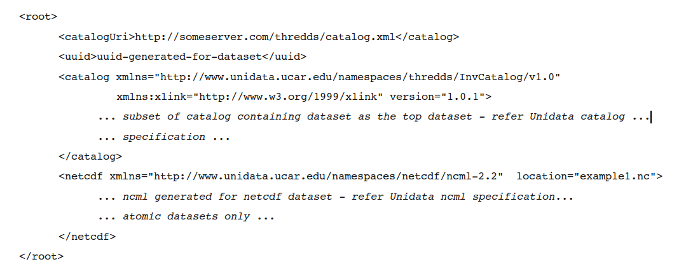 <root>
<catalogUri>http://someserver.com/thredds/catalog.xml</catalog>
<uuid>uuid-generated-for-dataset</uuid>
<catalog xmlns="http://www.unidata.ucar.edu/namespaces/thredds/InvCatalog/v1.0"
xmlns:xlink="http://www.w3.org/1999/xlink" version="1.0.1">
... subset of catalog containing dataset as the top dataset – refer Unidata catalog ...
... specification ...
</catalog>
<netcdf xmlns="http://www.unidata.ucar.edu/namespaces/netcdf/ncml-2.2" location="example1.nc">
... ncml generated for netcdf dataset – refer Unidata ncml specification...
... atomic datasets only ...
</netcdf>
</root>